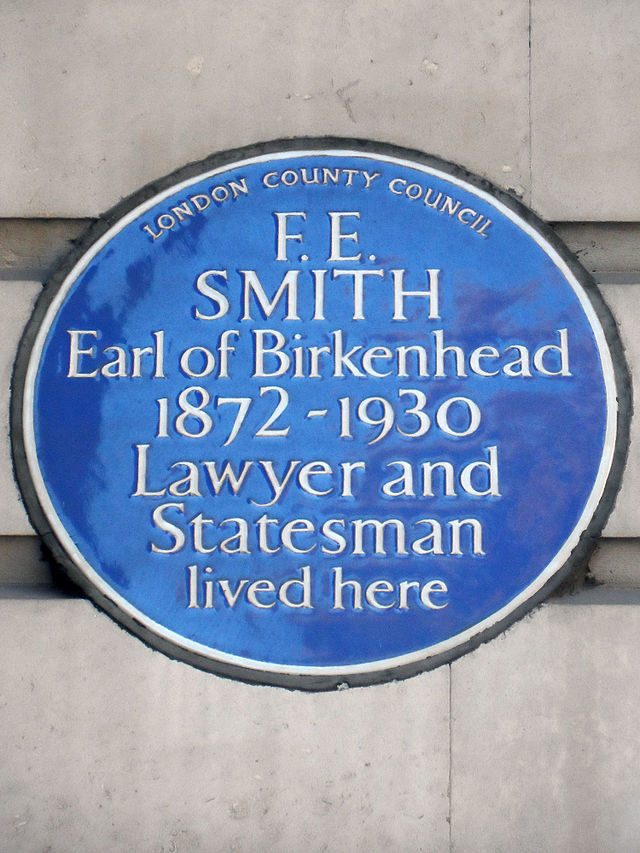 LONDON COUNTY COUNCIL
F. E.
SMITH
Earl of Birkenhead
1872 - 1930
Lawyer and
Statesman
lived here